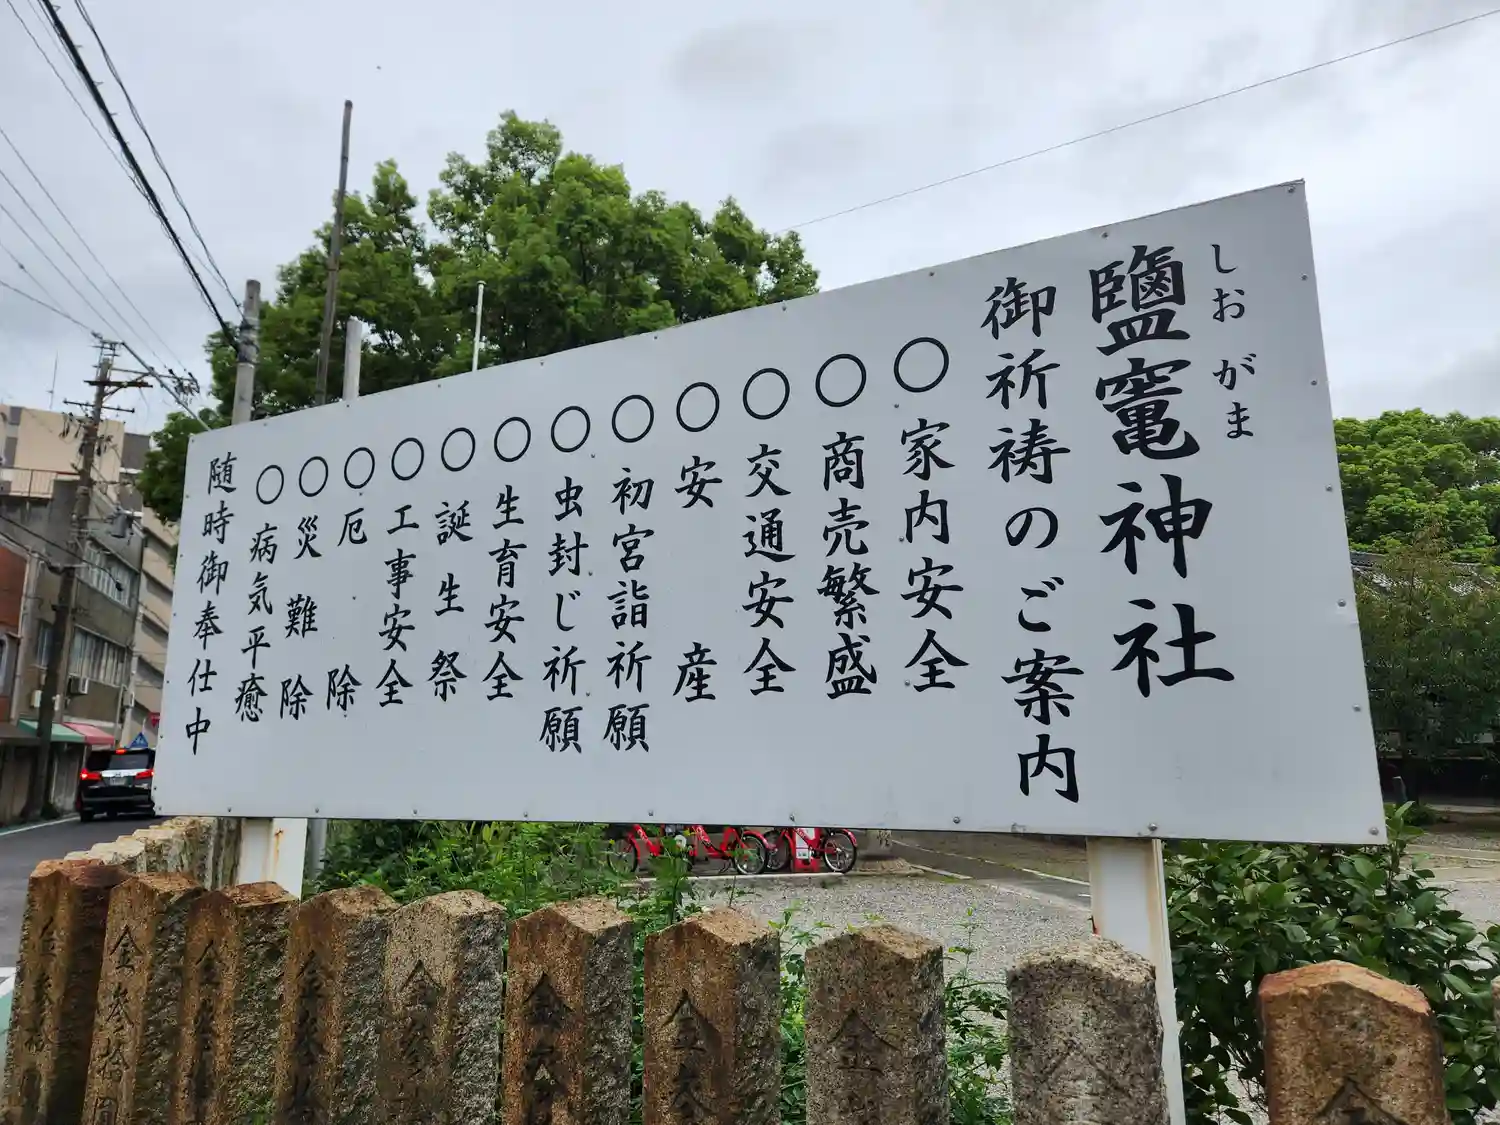 しおがま
鹽竈神社
御祈祷のご案内
○家内安全
○商売繁盛
○交通安全
○安産
○初宮詣祈願
○虫封じ祈願
○生育安全
○誕生祭
○工事安全
○厄除
○災難除
○病気平癒
随時御奉仕中